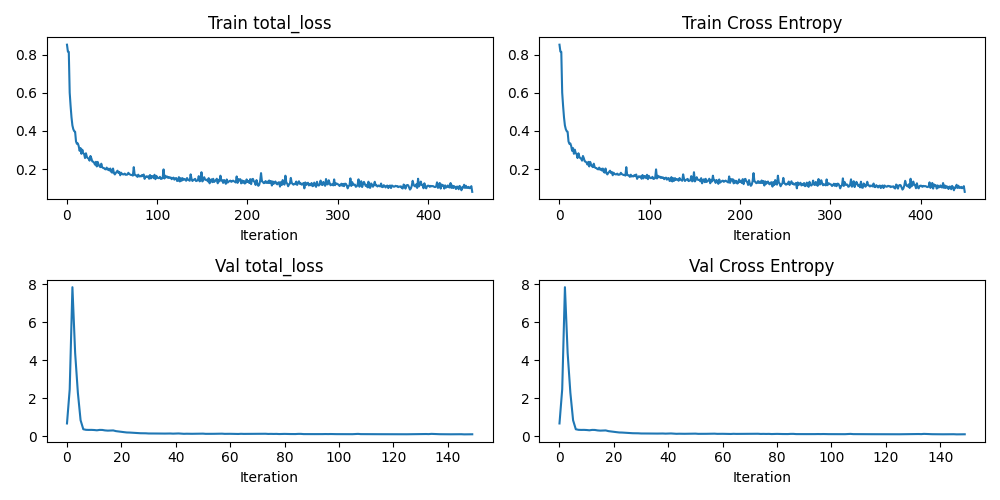 Train total_loss
Train Cross Entropy
0.8
0.6
0.4
0.2
0 100 200 300 400
Iteration
0.8
0.6
0.4
0.2
0 100 200 300 400
Iteration
Val total_loss
Val Cross Entropy
8
6
4
2
0
0 20 40 60 80 100 120 140
Iteration
8
6
4
2
0
0 20 40 60 80 100 120 140
Iteration